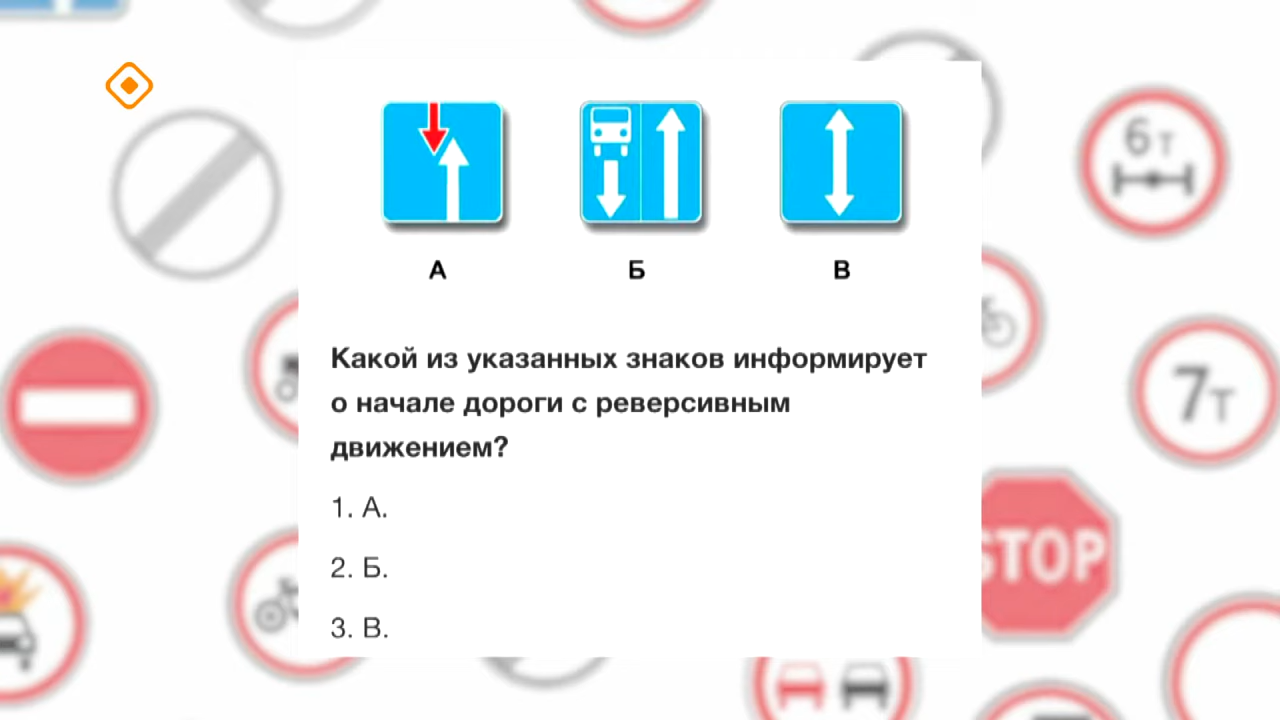 6т
А
Б
В
Какой из указанных знаков информирует
о начале дороги с реверсивным
движением?
7т
1. А.
2. Б.
STOP
3. В.